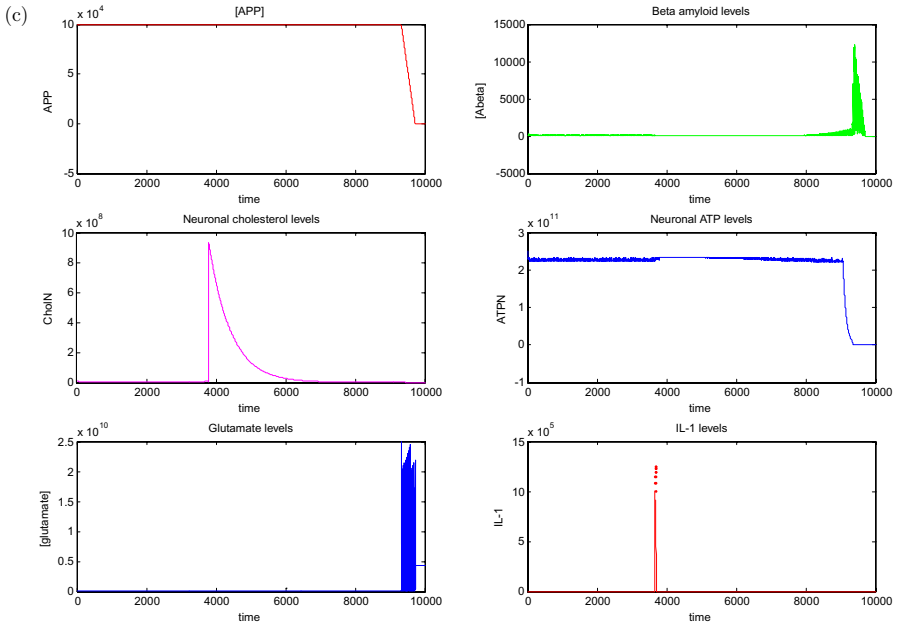 (c)
[APP]
x 10^4
10
5
0
-5
APP
0 2000 4000 6000 8000 10000
time
Beta amyloid levels
15000
10000
5000
0
-5000
[Abeta]
0 2000 4000 6000 8000 10000
time
Neuronal cholesterol levels
x 10^8
10
8
6
4
2
0
CholN
0 2000 4000 6000 8000 10000
time
Neuronal ATP levels
x 10^11
3
2
1
0
-1
ATPN
0 2000 4000 6000 8000 10000
time
Glutamate levels
x 10^10
2.5
2
1.5
1
0.5
0
[glutamate]
0 2000 4000 6000 8000 10000
time
IL-1 levels
x 10^5
15
10
5
0
IL-1
0 2000 4000 6000 8000 10000
time